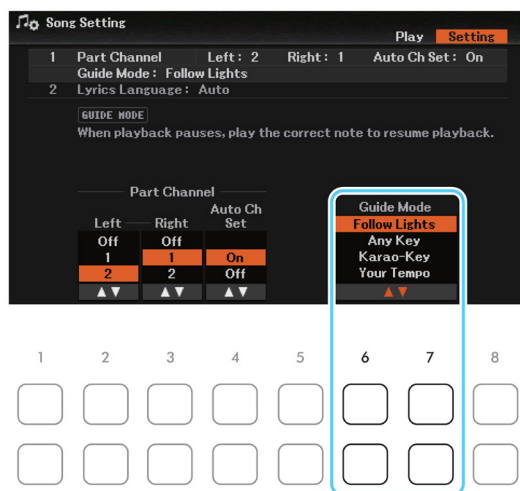 Song Setting
Play Setting
1 Part Channel Left: 2 Right: 1 Auto Ch Set: On
Guide Mode: Follow Lights
2 Lyrics Language: Auto
GUIDE MODE
When playback pauses, play the correct note to resume playback.
Part Channel
Left Right Auto Ch Set
Off Off
1 1 On
2 2 Off
Guide Mode
Follow Lights
Any Key
Karao-Key
Your Tempo
1 2 3 4 5 6 7 8